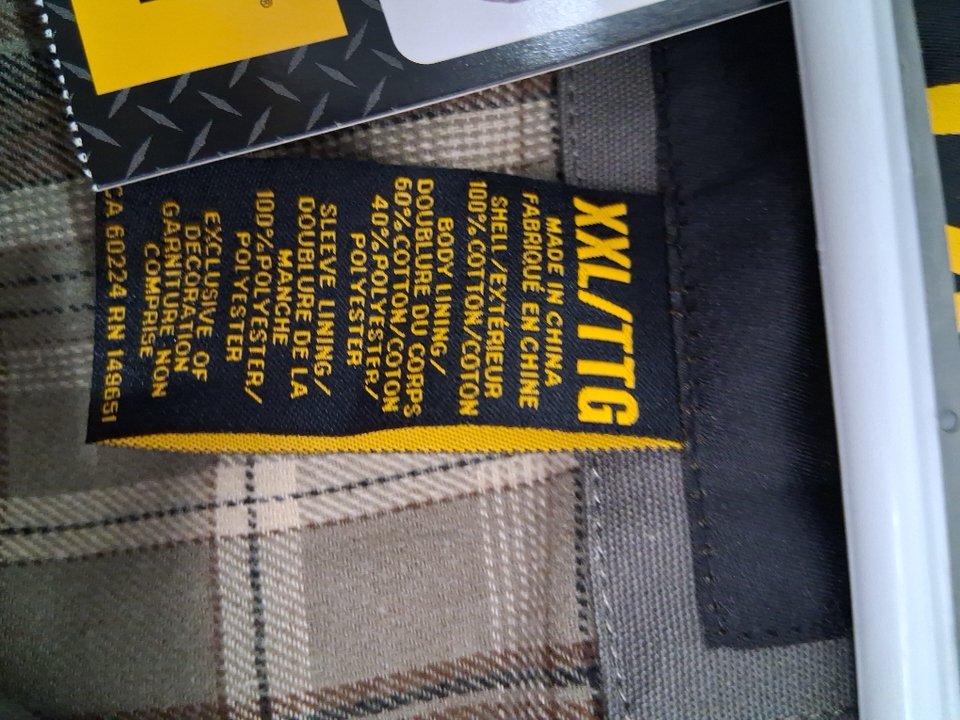 XXL/TTG
MADE IN CHINA
FABRIQUÉ EN CHINE
SHELL/EXTÉRIEUR
100% COTTON/COTON
BODY LINING/
DOUBLURE DU CORPS
60% COTTON/COTON
40% POLYESTER/
POLYESTER
SLEEVE LINING/
DOUBLURE DE LA
MANCHE
100% POLYESTER/
POLYESTER
EXCLUSIVE OF
DECORATION
GARNITURE NON
COMPRISE
CA 60224 RN 149651